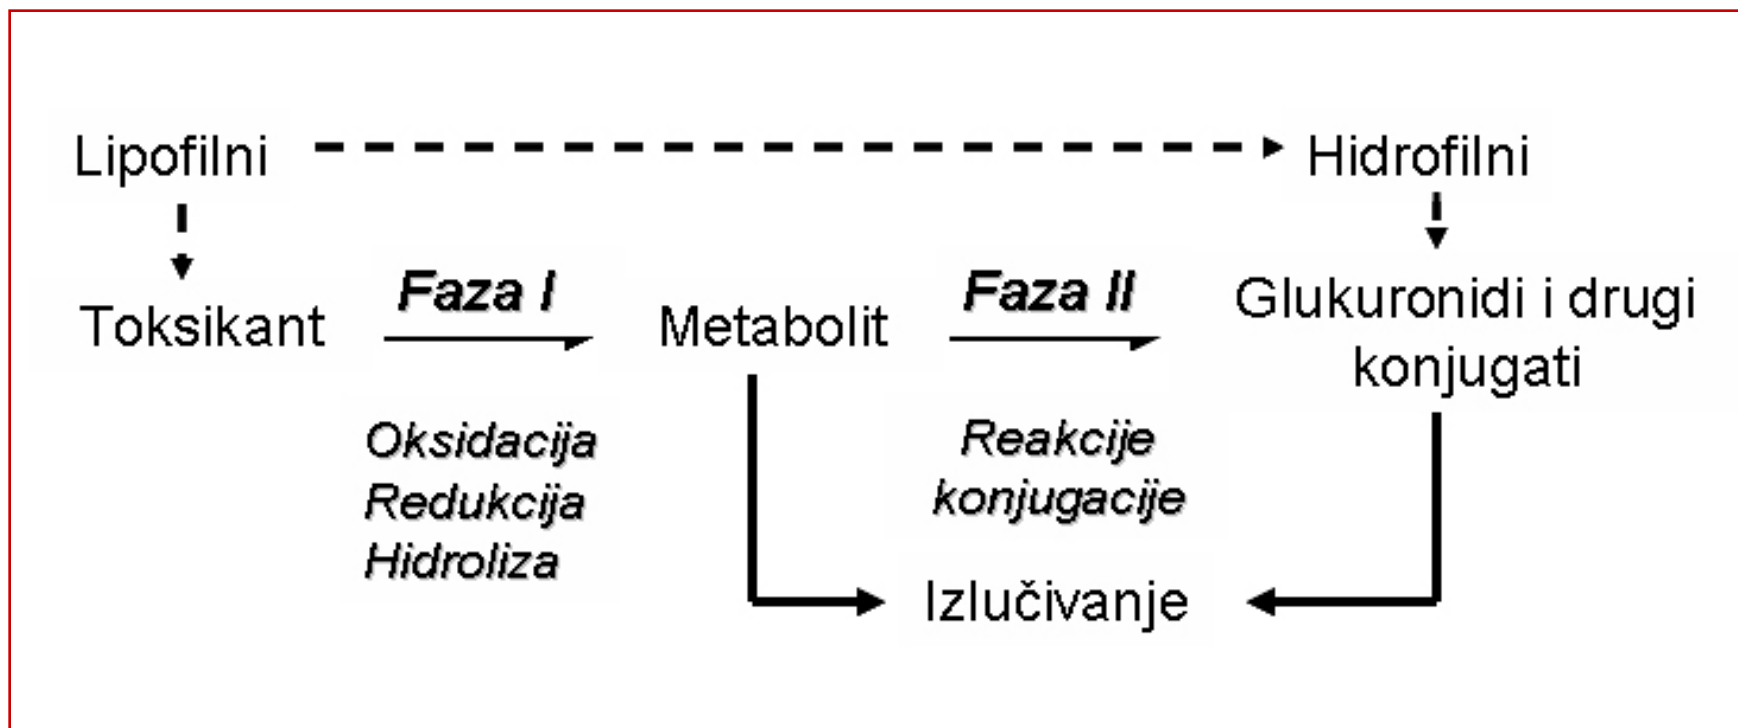 Lipofilni
Hidrofilni
Toksikant
Faza I
Metabolit
Faza II
Glukuronidi i drugi
konjugati
Oksidacija
Redukcija
Hidroliza
Reakcije
konjugacije
Izlučivanje